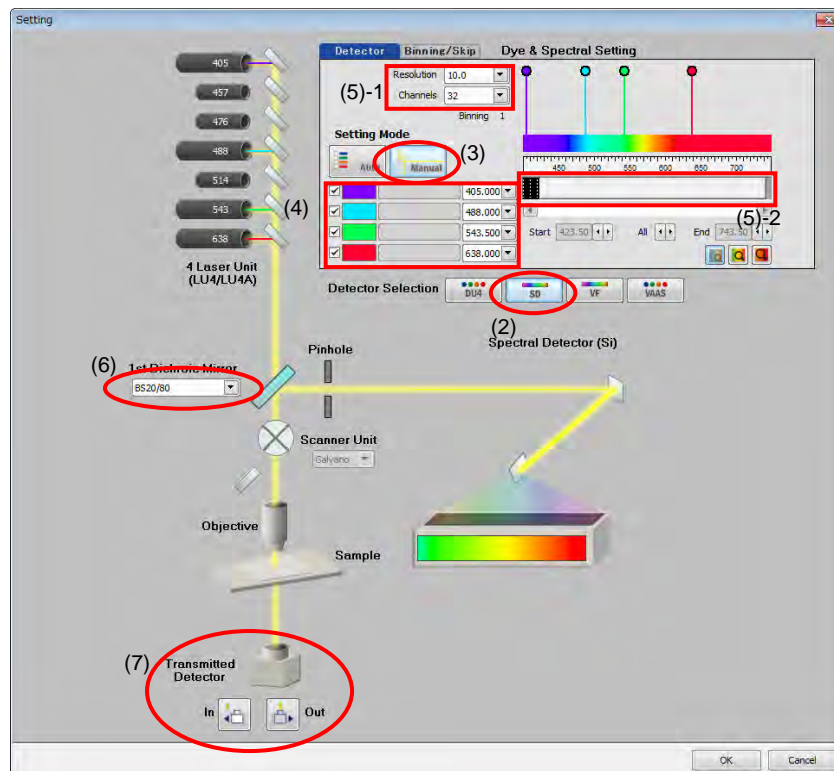 Setting
Detector
Binning/Skip
Dye & Spectral Setting
405
457
476
488
514
543
638
4 Laser Unit
(LU4/LU4A)
(5)-1
Resolution 10.0
Channels 32
Binning 1
Setting Mode
Auto
Manual
(3)
(4)
405.000
488.000
543.500
638.000
450 500 550 600 650 700
(5)-2
Start 423.50 All End 743.50
Detector Selection
DU4
SD
VF
VAAS
(2)
Spectral Detector (Si)
(6)
1st Dichroic Mirror
BS20/80
Pinhole
Scanner Unit
Galvano
Objective
Sample
(7)
Transmitted
Detector
In
Out
OK
Cancel